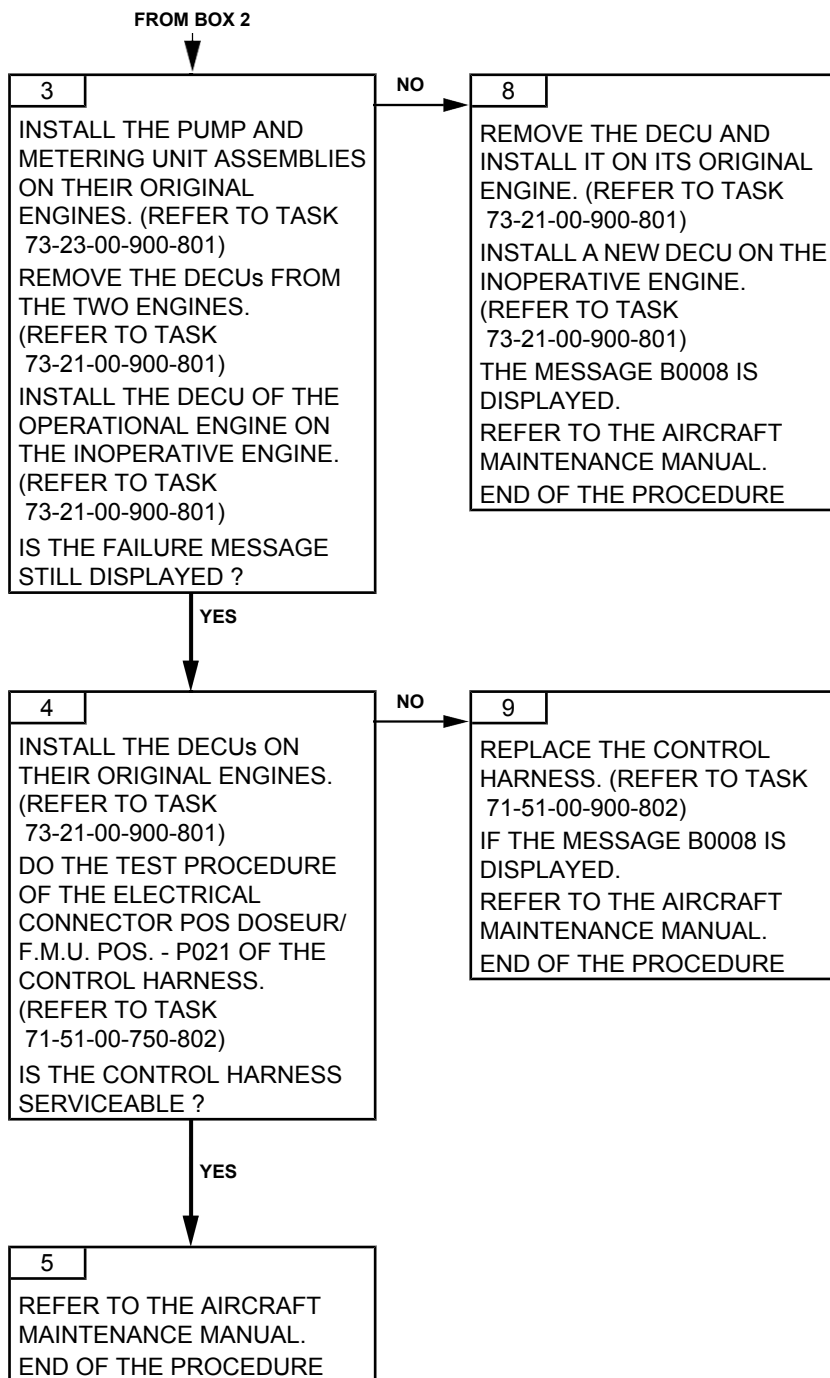 FROM BOX 2
3
INSTALL THE PUMP AND
METERING UNIT ASSEMBLIES
ON THEIR ORIGINAL
ENGINES. (REFER TO TASK
73-23-00-900-801)
REMOVE THE DECUs FROM
THE TWO ENGINES.
(REFER TO TASK
73-21-00-900-801)
INSTALL THE DECU OF THE
OPERATIONAL ENGINE ON
THE INOPERATIVE ENGINE.
(REFER TO TASK
73-21-00-900-801)
IS THE FAILURE MESSAGE
STILL DISPLAYED ?
NO
8
REMOVE THE DECU AND
INSTALL IT ON ITS ORIGINAL
ENGINE. (REFER TO TASK
73-21-00-900-801)
INSTALL A NEW DECU ON THE
INOPERATIVE ENGINE.
(REFER TO TASK
73-21-00-900-801)
THE MESSAGE B0008 IS
DISPLAYED.
REFER TO THE AIRCRAFT
MAINTENANCE MANUAL.
END OF THE PROCEDURE
YES
4
INSTALL THE DECUs ON
THEIR ORIGINAL ENGINES.
(REFER TO TASK
73-21-00-900-801)
DO THE TEST PROCEDURE
OF THE ELECTRICAL
CONNECTOR POS DOSEUR/
F.M.U. POS. - P021 OF THE
CONTROL HARNESS.
(REFER TO TASK
71-51-00-750-802)
IS THE CONTROL HARNESS
SERVICEABLE ?
NO
9
REPLACE THE CONTROL
HARNESS. (REFER TO TASK
71-51-00-900-802)
IF THE MESSAGE B0008 IS
DISPLAYED.
REFER TO THE AIRCRAFT
MAINTENANCE MANUAL.
END OF THE PROCEDURE
YES
5
REFER TO THE AIRCRAFT
MAINTENANCE MANUAL.
END OF THE PROCEDURE